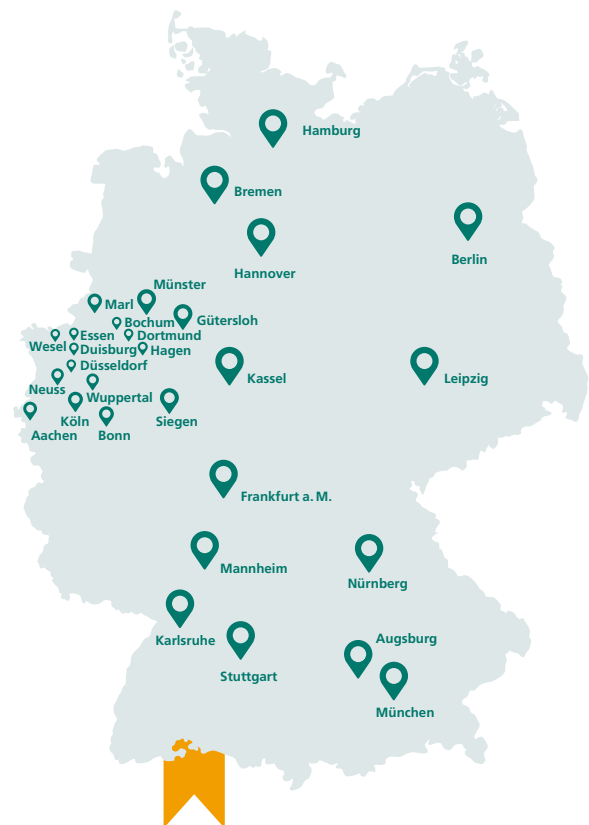 Hamburg
Bremen
Berlin
Hannover
Münster
Marl
Gütersloh
Bochum
Essen
Dortmund
Wesel
Duisburg
Hagen
Düsseldorf
Kassel
Leipzig
Neuss
Wuppertal
Köln
Siegen
Aachen
Bonn
Frankfurt a. M.
Mannheim
Nürnberg
Karlsruhe
Augsburg
Stuttgart
München